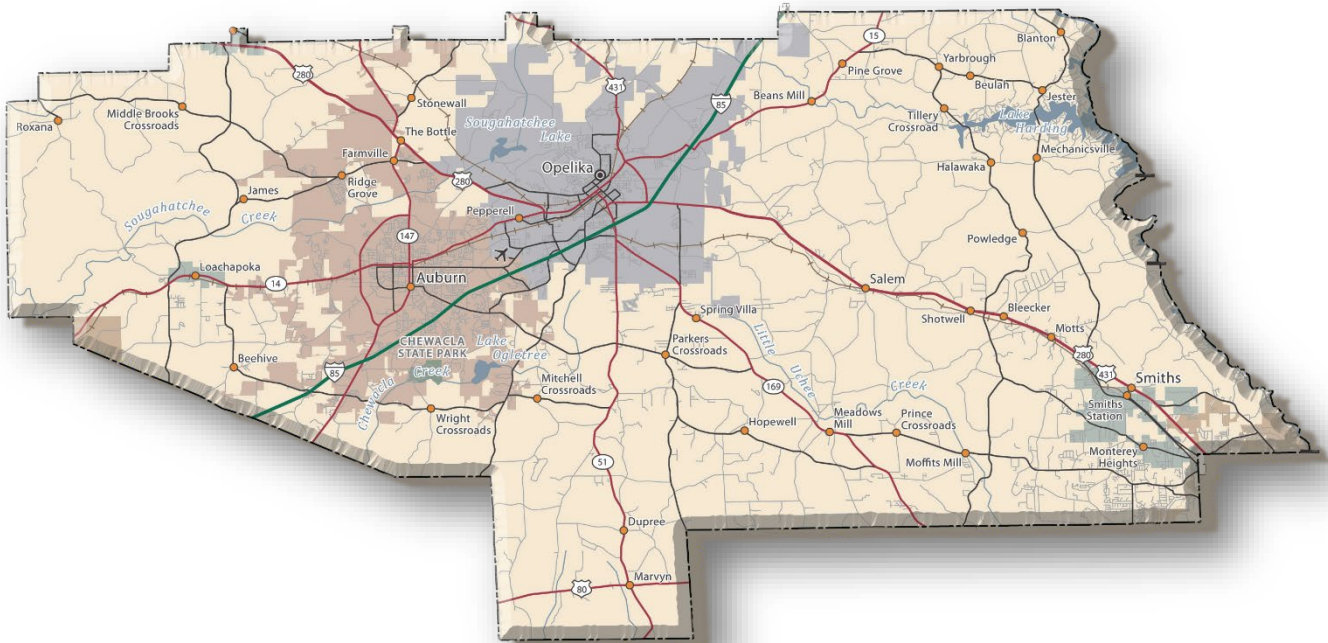 280
431
15
Blanton
Yarbrough
Pine Grove
Beulah
Beans Mill
85
Jester
Roxana
Middle Brooks
Crossroads
Stonewall
Sougahatchee
Lake
Tillery
Crossroad
Lake
Harding
The Bottle
Farmville
Opelika
Halawaka
Mechanicsville
James
Ridge
Grove
280
Sougahatchee
Creek
Pepperell
147
Powledge
Loachapoka
14
Auburn
Salem
Spring Villa
Shotwell
Bleecker
Motts
CHEWACLA
STATE PARK
Lake
Ogletree
Parkers
Crossroads
Little
Uchee
Creek
280
431
Smiths
Beehive
85
Chewacla
Creek
Mitchell
Crossroads
169
Smiths
Station
Wright
Crossroads
Hopewell
Meadows
Mill
Prince
Crossroads
Moffits Mill
Monterey
Heights
51
Dupree
80
Marvyn